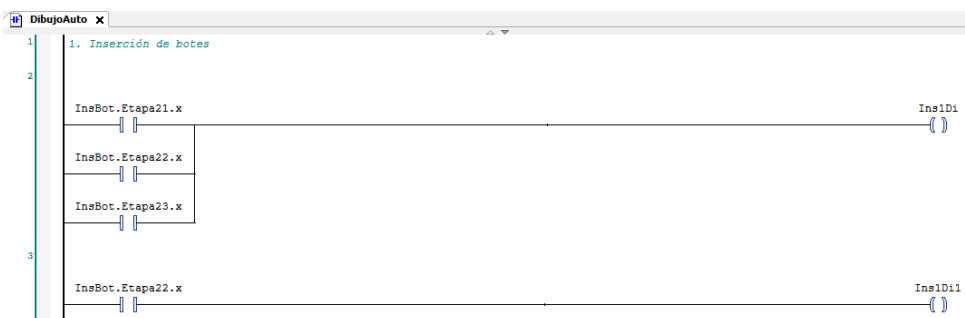 DibujoAuto
1
1. Inserción de botes
2
InsBot.Etapa21.x
Ins1Di
InsBot.Etapa22.x
InsBot.Etapa23.x
3
InsBot.Etapa22.x
Ins1Di1